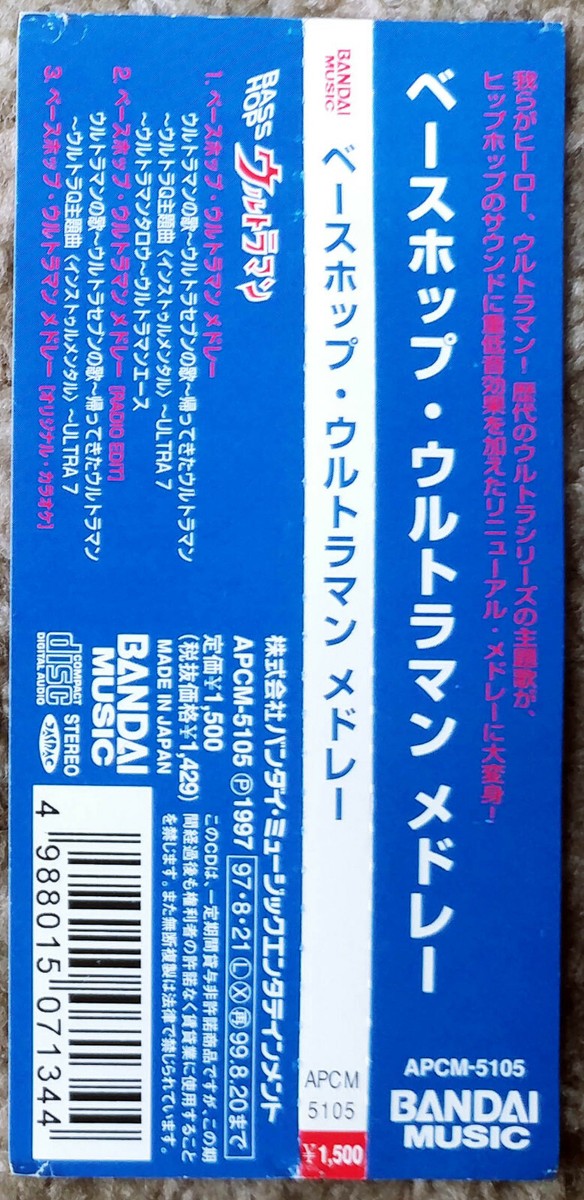 我らがヒーロー、ウルトラマン！ 歴代のウルトラシリーズの主題歌が、
ヒップホップのサウンドに重低音効果を加えたリニューアル・メドレーに大変身！
ベースホップ・ウルトラマン メドレー
APCM-5105
BANDAI
MUSIC
BANDAI
MUSIC
ベースホップ・ウルトラマン メドレー
APCM
5105
¥1,500
BASS
HOP
ウルトラマン
1. ベースホップ・ウルトラマン メドレー
ウルトラマンの歌～ウルトラセブンの歌～帰ってきたウルトラマン
～ウルトラQ主題曲〈インストゥルメンタル〉～ULTRA 7
～ウルトラマンタロウ～ウルトラマンエース
2. ベースホップ・ウルトラマン メドレー [RADIO EDIT]
ウルトラマンの歌～ウルトラセブンの歌～帰ってきたウルトラマン
～ウルトラQ主題曲〈インストゥルメンタル〉～ULTRA 7
3. ベースホップ・ウルトラマン メドレー [オリジナル・カラオケ]
株式会社 バンダイ・ミュージックエンタテインメント
APCM-5105 Ⓟ1997 97・8・21 Ⓛ Ⓧ ㊢99.8.20まで
定価¥1,500
(税抜価格¥1,429)
MADE IN JAPAN
このCDは、一定期間貸与非許諾商品ですが、この期
間経過後も権利者の許諾なく賃貸業に使用すること
を禁じます。また無断複製は法律で禁じられています。
BANDAI
MUSIC
COMPACT
disc
DIGITAL AUDIO
STEREO
4 988015 071344